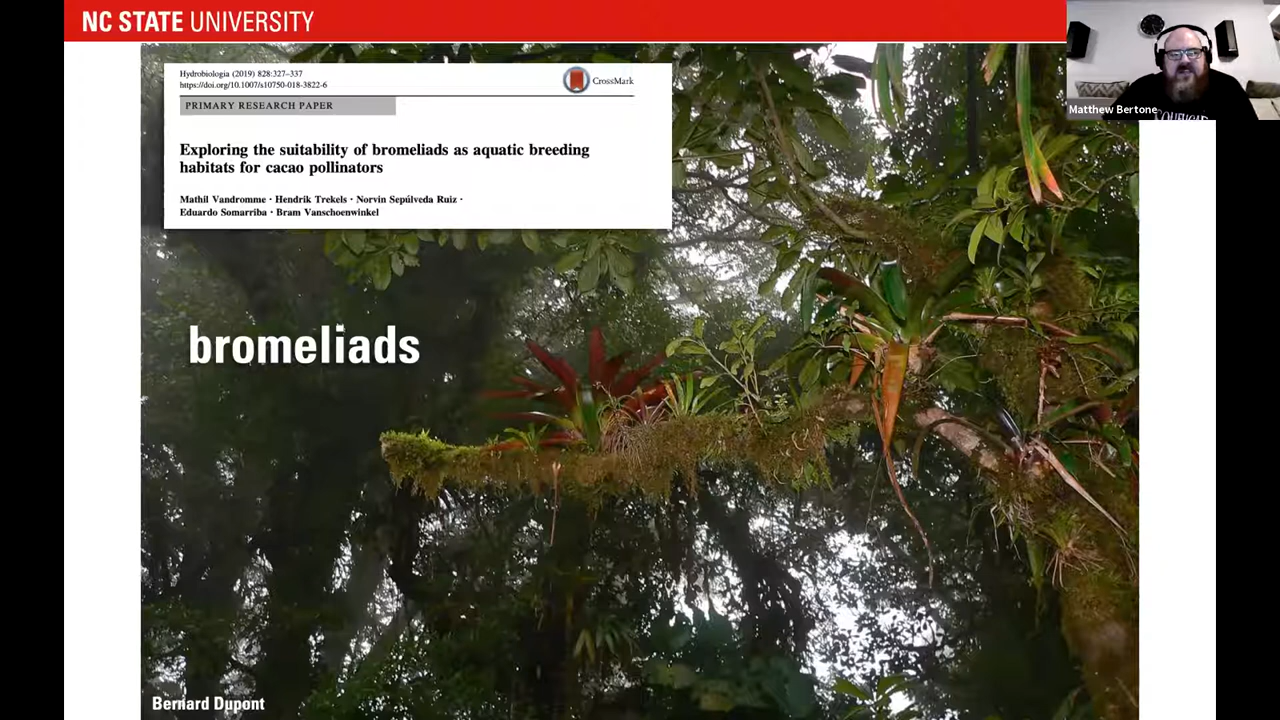 NC STATE UNIVERSITY
Matthew Bertone
Hydrobiologia (2019) 828:327–337
https://doi.org/10.1007/s10750-018-3822-6
CrossMark
PRIMARY RESEARCH PAPER
Exploring the suitability of bromeliads as aquatic breeding
habitats for cacao pollinators
Mathil Vandromme · Hendrik Trekels · Norvin Sepúlveda Ruiz ·
Eduardo Somarriba · Bram Vanschoenwinkel
bromeliads
Bernard Dupont